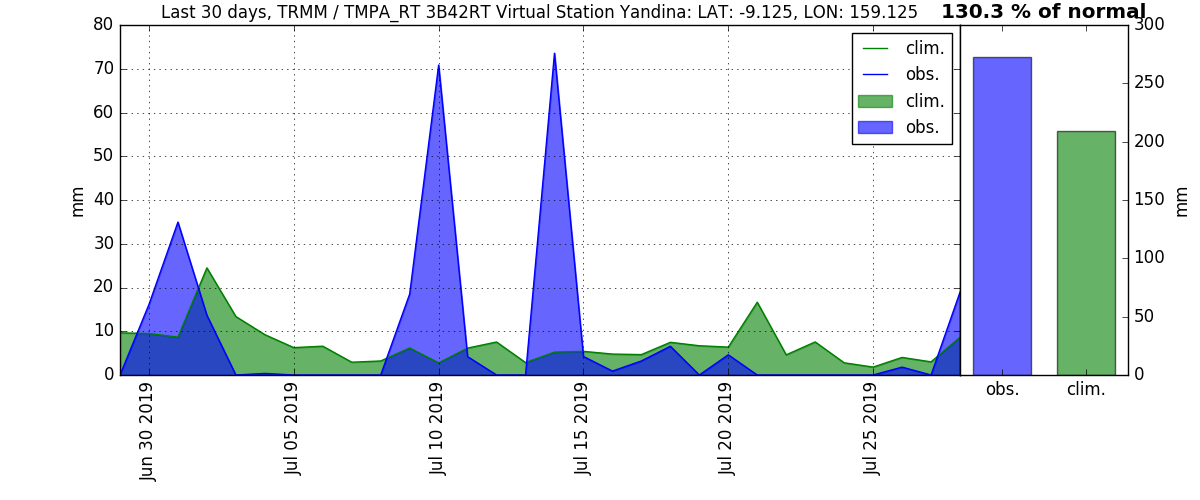 Last 30 days, TRMM / TMPA_RT 3B42RT Virtual Station Yandina: LAT: -9.125, LON: 159.125
130.3 % of normal
80
70
60
50
40
30
20
10
0
mm
Jun 30 2019
Jul 05 2019
Jul 10 2019
Jul 15 2019
Jul 20 2019
Jul 25 2019
clim.
obs.
clim.
obs.
300
250
200
150
100
50
0
mm
obs.
clim.